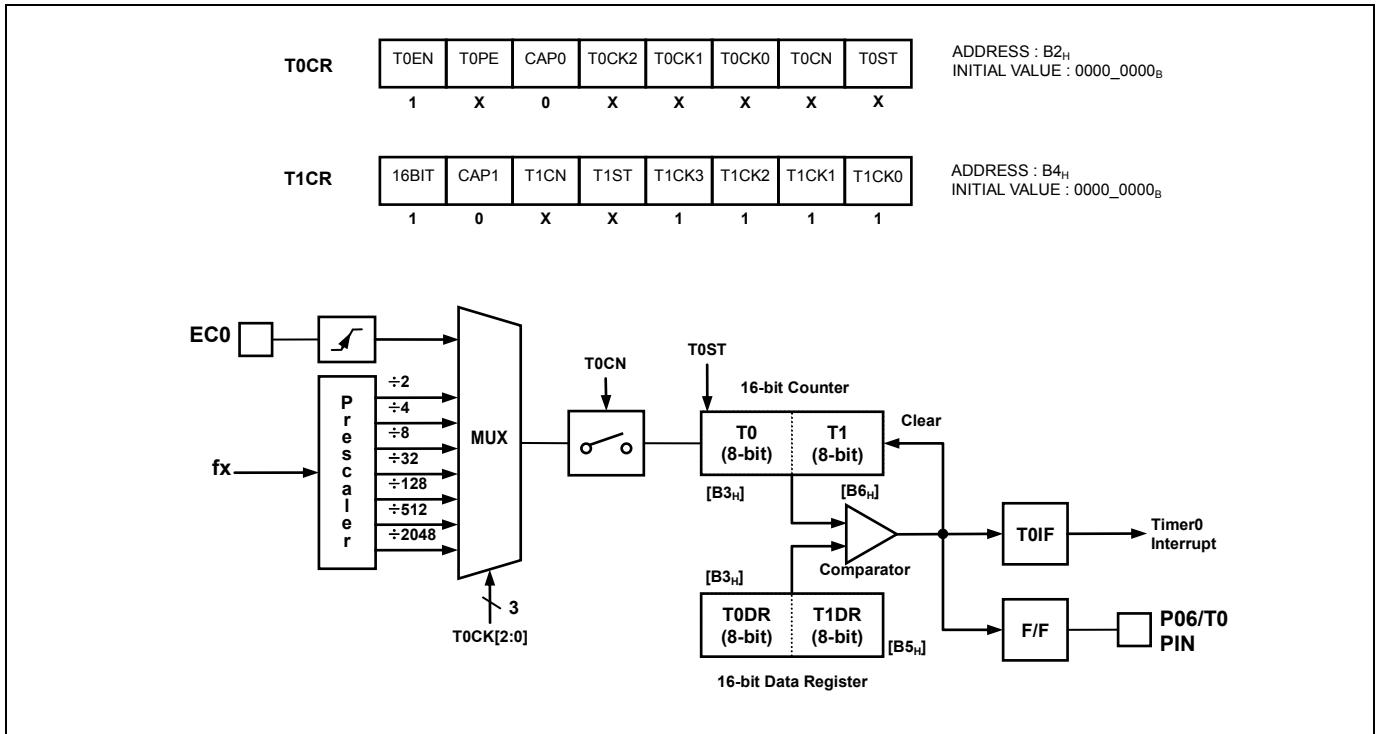 T0CR
T0EN T0PE CAP0 T0CK2 T0CK1 T0CK0 T0CN T0ST
1 X 0 X X X X X
ADDRESS : B2H
INITIAL VALUE : 0000_0000B
T1CR
16BIT CAP1 T1CN T1ST T1CK3 T1CK2 T1CK1 T1CK0
1 0 X X 1 1 1 1
ADDRESS : B4H
INITIAL VALUE : 0000_0000B
EC0
fx
Prescaler
÷2
÷4
÷8
÷32
÷128
÷512
÷2048
MUX
3
T0CK[2:0]
T0CN
T0ST
16-bit Counter
T0
(8-bit)
T1
(8-bit)
Clear
[B3H]
[B6H]
Comparator
[B3H]
T0DR
(8-bit)
T1DR
(8-bit)
[B5H]
16-bit Data Register
T0IF
Timer0
Interrupt
F/F
P06/T0
PIN